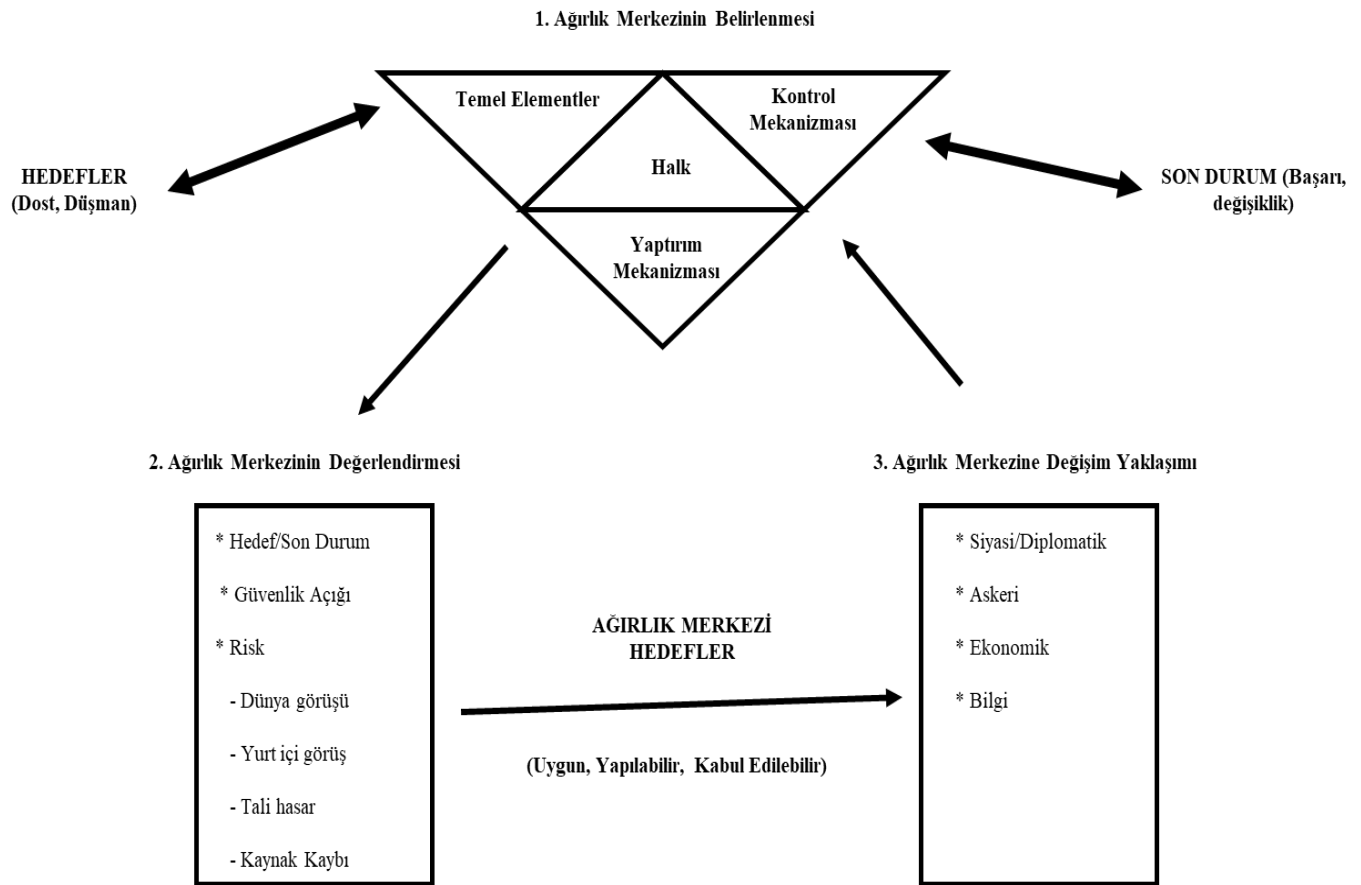 1. Ağırlık Merkezinin Belirlenmesi
Temel Elementler
Kontrol
Mekanizması
Halk
Yaptırım
Mekanizması
HEDEFLER
(Dost, Düşman)
SON DURUM (Başarı,
değişiklik)
2. Ağırlık Merkezinin Değerlendirmesi
* Hedef/Son Durum
* Güvenlik Açığı
* Risk
- Dünya görüşü
- Yurt içi görüş
- Tali hasar
- Kaynak Kaybı
AĞIRLIK MERKEZİ
HEDEFLER
(Uygun, Yapılabilir, Kabul Edilebilir)
3. Ağırlık Merkezine Değişim Yaklaşımı
* Siyasi/Diplomatik
* Askeri
* Ekonomik
* Bilgi